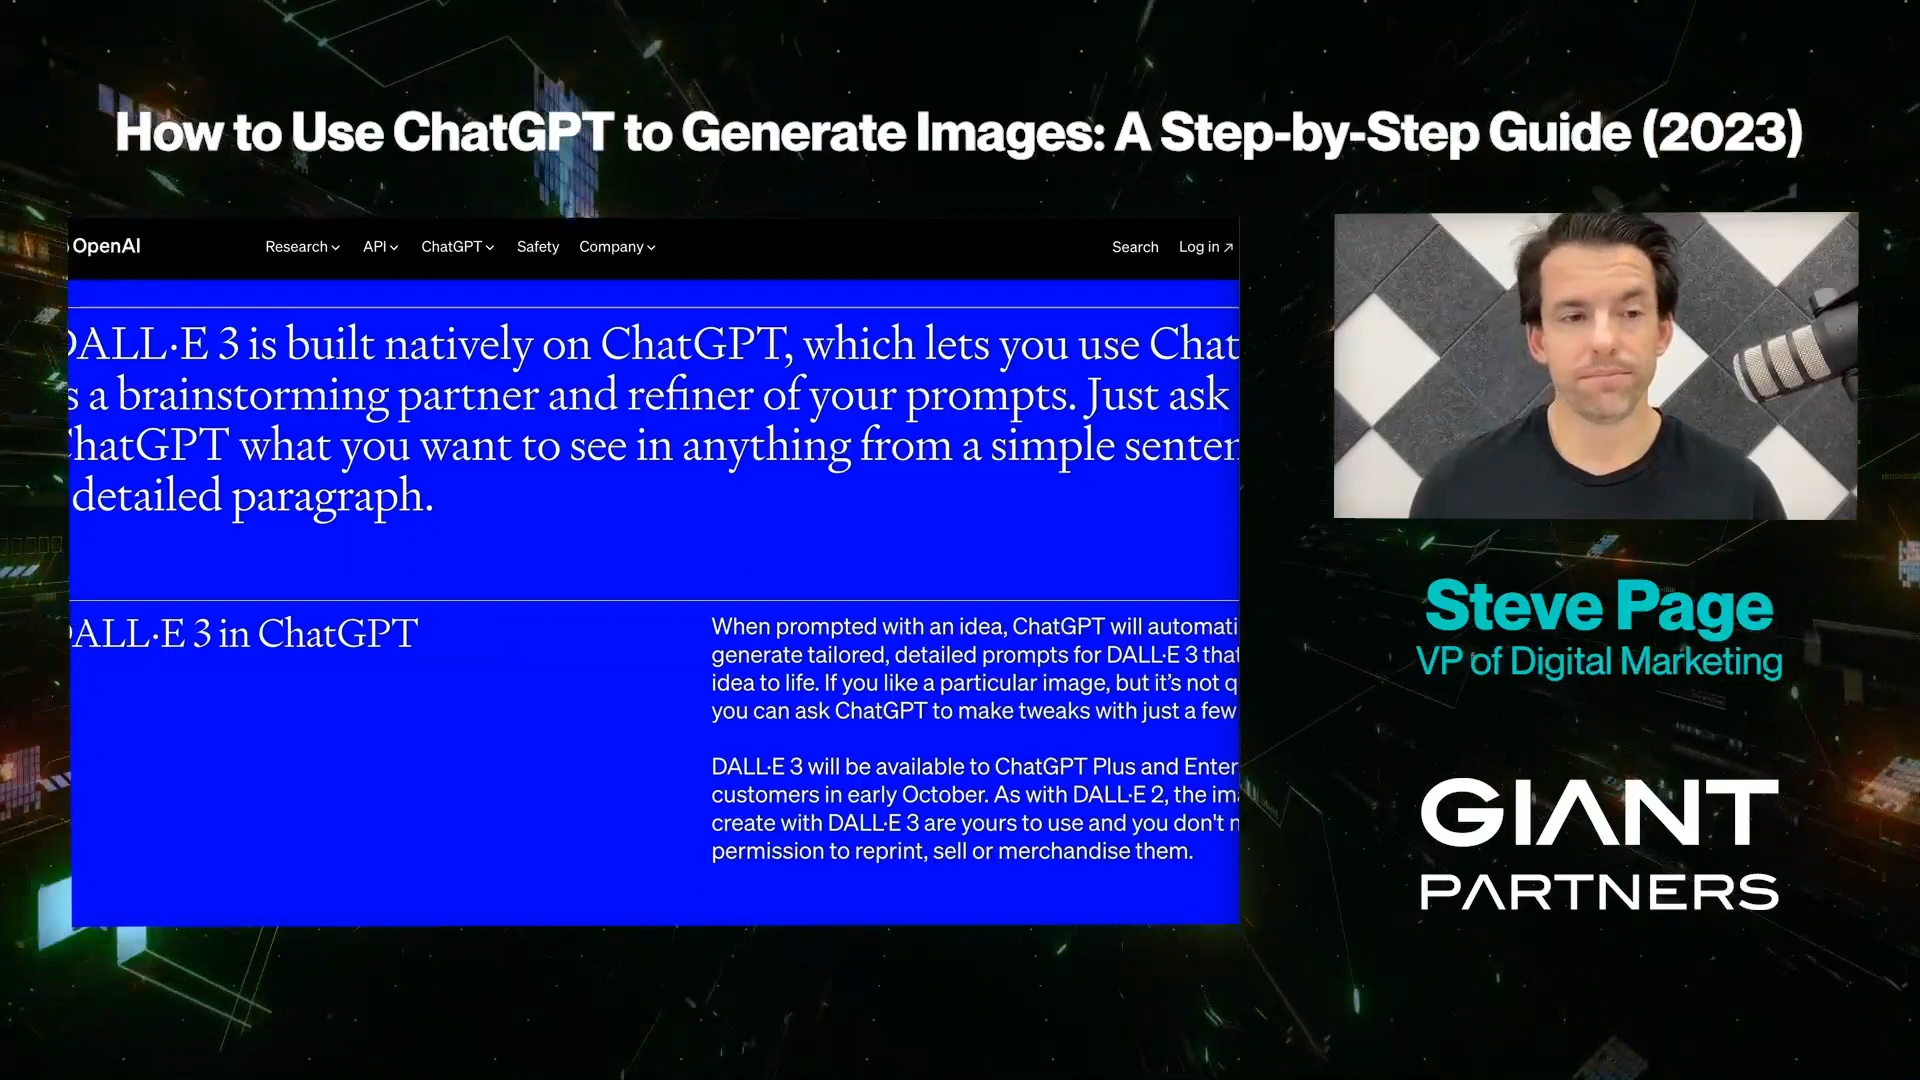 How to Use ChatGPT to Generate Images: A Step-by-Step Guide (2023)
OpenAI Research API ChatGPT Safety Company Search Log in ↗
DALL·E 3 is built natively on ChatGPT, which lets you use Chat
s a brainstorming partner and refiner of your prompts. Just ask
ChatGPT what you want to see in anything from a simple senten
detailed paragraph.
DALL·E 3 in ChatGPT
When prompted with an idea, ChatGPT will automati
generate tailored, detailed prompts for DALL·E 3 that
idea to life. If you like a particular image, but it’s not q
you can ask ChatGPT to make tweaks with just a few
DALL·E 3 will be available to ChatGPT Plus and Enter
customers in early October. As with DALL·E 2, the ima
create with DALL·E 3 are yours to use and you don't n
permission to reprint, sell or merchandise them.
Steve Page
VP of Digital Marketing
GIANT
PARTNERS